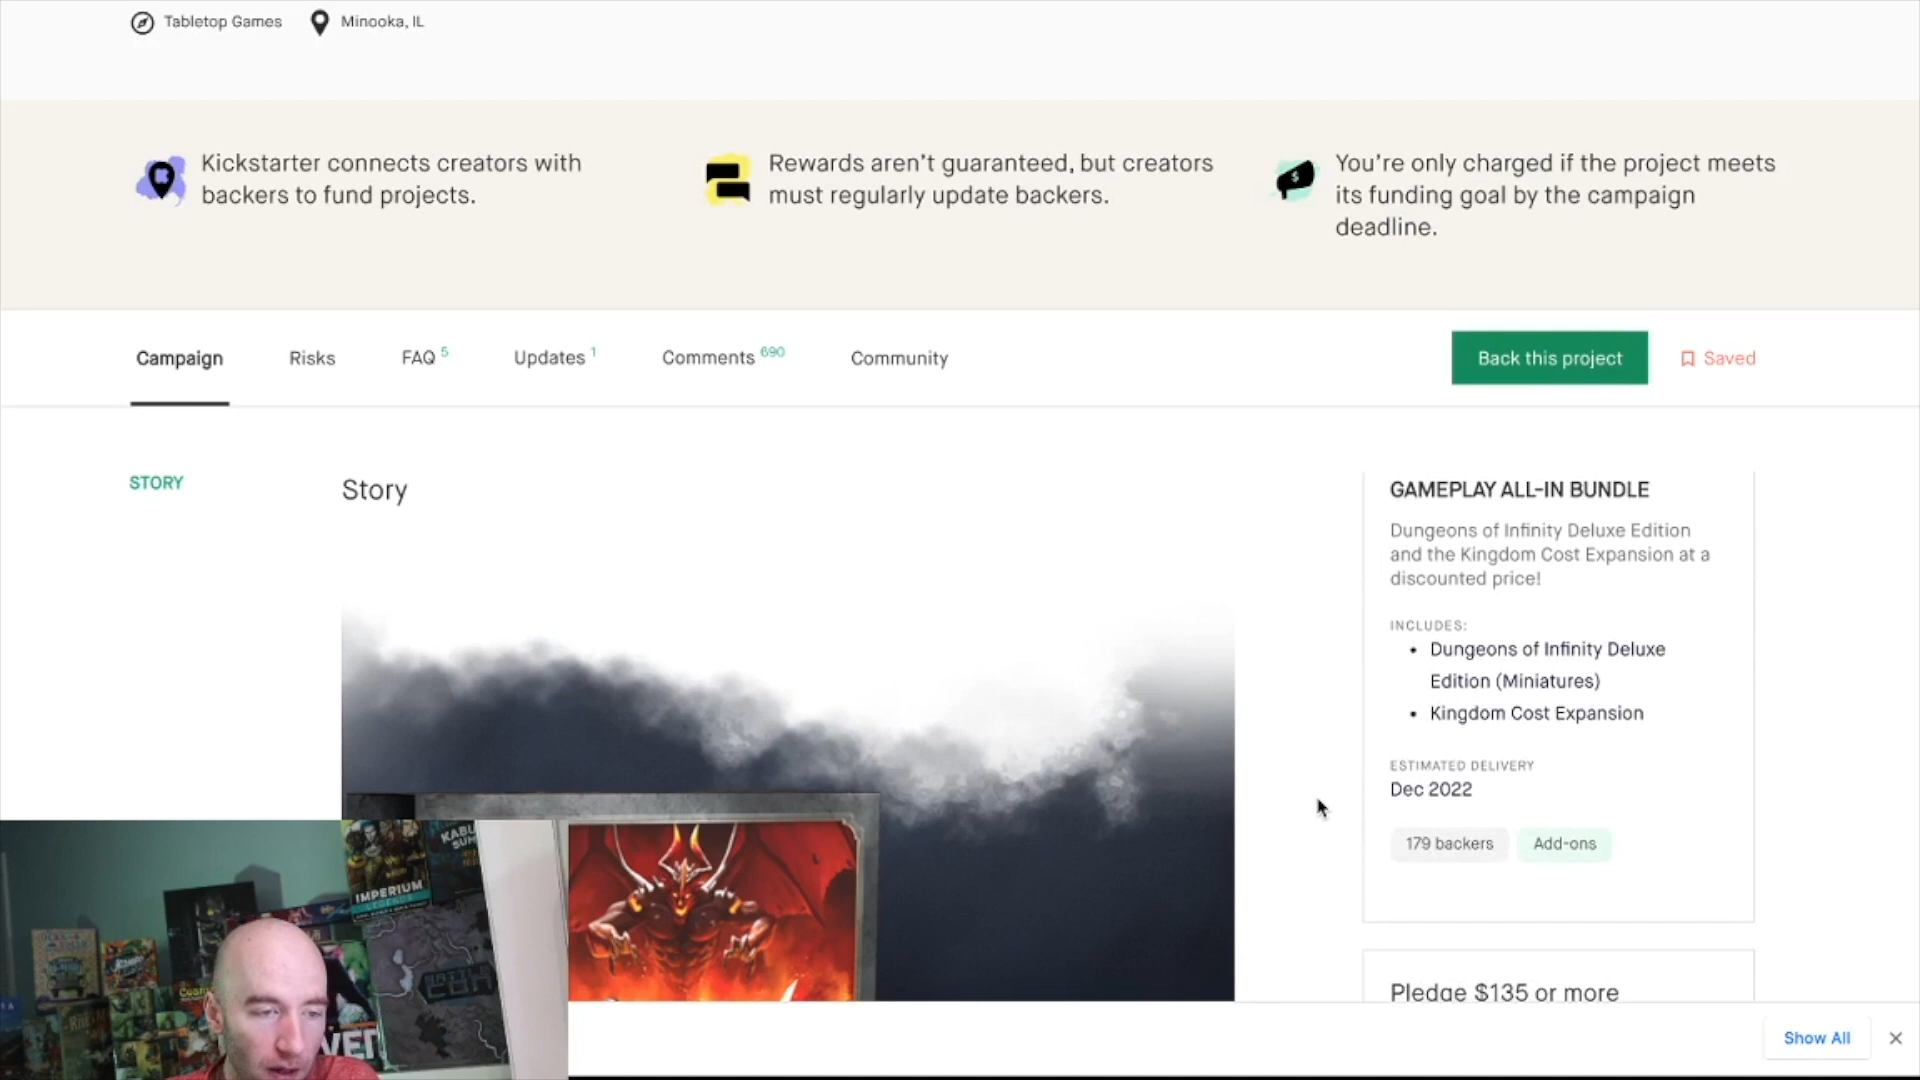 Tabletop Games
Minooka, IL
Kickstarter connects creators with
backers to fund projects.
Rewards aren't guaranteed, but creators
must regularly update backers.
You're only charged if the project meets
its funding goal by the campaign
deadline.
Campaign
Risks
FAQ 5
Updates 1
Comments 690
Community
Back this project
Saved
STORY
Story
GAMEPLAY ALL-IN BUNDLE
Dungeons of Infinity Deluxe Edition
and the Kingdom Cost Expansion at a
discounted price!
INCLUDES:
• Dungeons of Infinity Deluxe
Edition (Miniatures)
• Kingdom Cost Expansion
ESTIMATED DELIVERY
Dec 2022
179 backers
Add-ons
Pledge $135 or more
Show All
IMPERIUM
LEGENDS